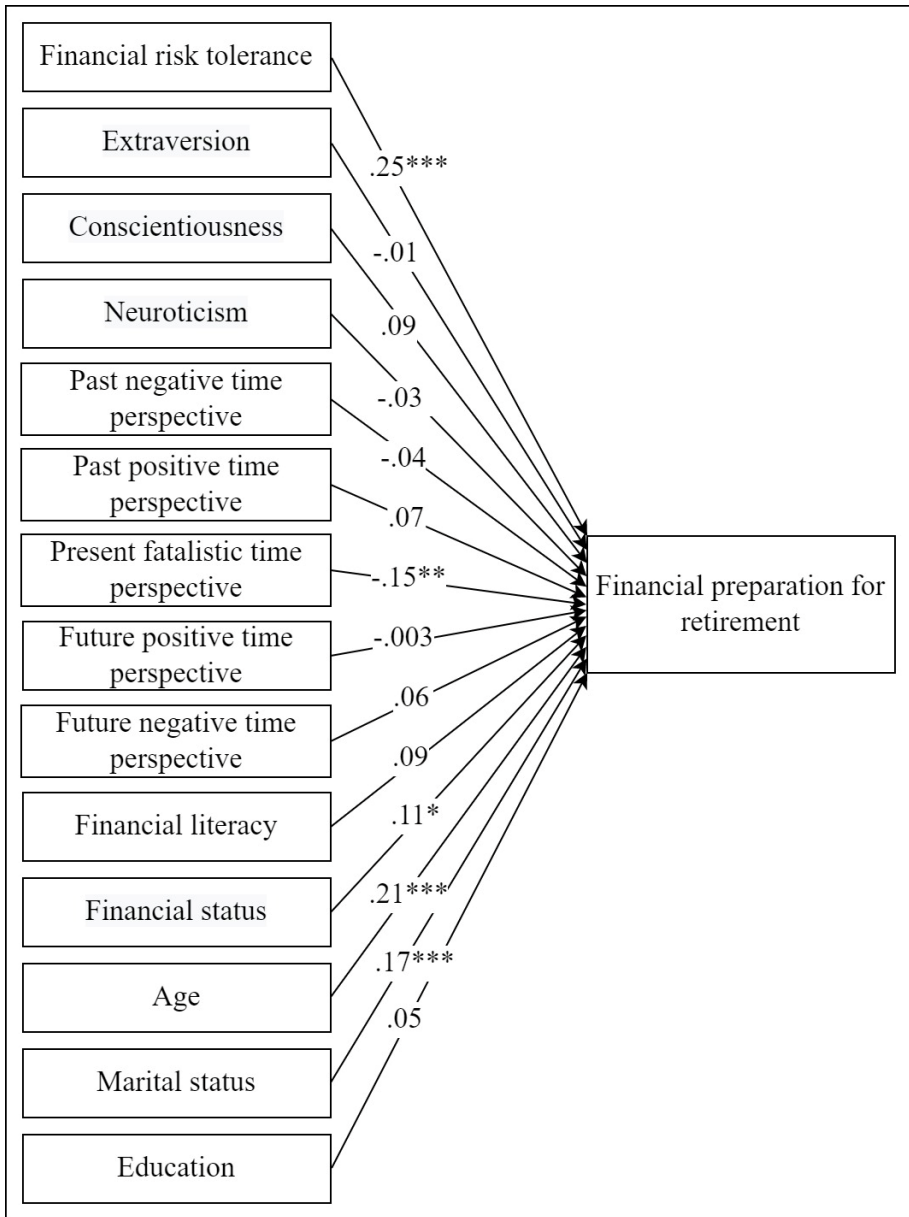 Financial risk tolerance
Extraversion
Conscientiousness
Neuroticism
Past negative time
perspective
Past positive time
perspective
Present fatalistic time
perspective
Future positive time
perspective
Future negative time
perspective
Financial literacy
Financial status
Age
Marital status
Education
.25***
-.01
.09
-.03
-.04
.07
-.15**
-.003
.06
.09
.11*
.21***
.17***
.05
Financial preparation for
retirement